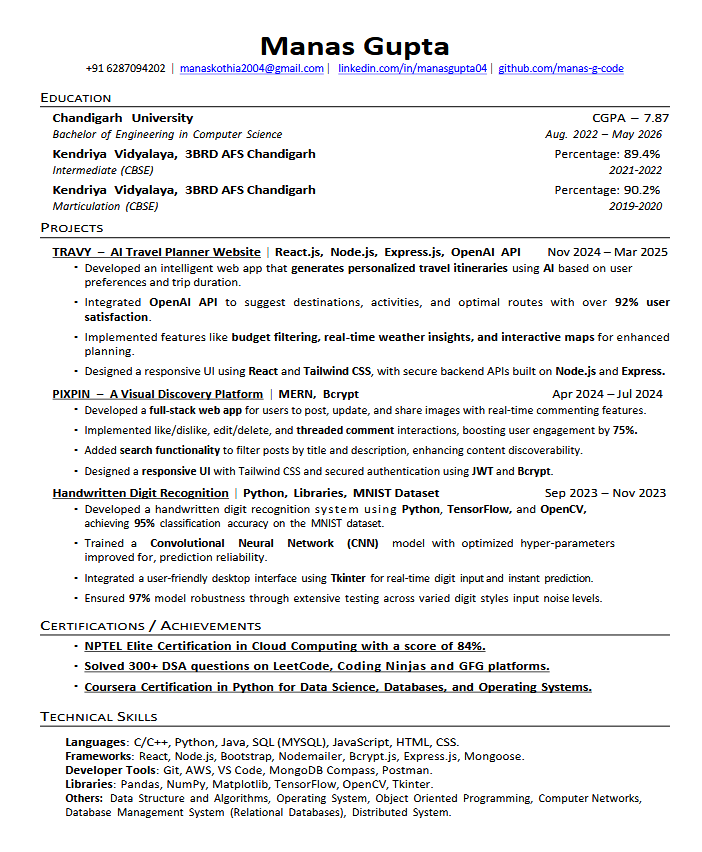 Manas Gupta
+91 6287094202 | manaskothia2004@gmail.com | linkedin.com/in/manasgupta04 | github.com/manas-g-code
EDUCATION
Chandigarh University CGPA – 7.87
Bachelor of Engineering in Computer Science Aug. 2022 – May 2026
Kendriya Vidyalaya, 3BRD AFS Chandigarh Percentage: 89.4%
Intermediate (CBSE) 2021-2022
Kendriya Vidyalaya, 3BRD AFS Chandigarh Percentage: 90.2%
Marticulation (CBSE) 2019-2020
PROJECTS
TRAVY – AI Travel Planner Website | React.js, Node.js, Express.js, OpenAI API Nov 2024 – Mar 2025
- Developed an intelligent web app that generates personalized travel itineraries using AI based on user
preferences and trip duration.
- Integrated OpenAI API to suggest destinations, activities, and optimal routes with over 92% user
satisfaction.
- Implemented features like budget filtering, real-time weather insights, and interactive maps for enhanced
planning.
- Designed a responsive UI using React and Tailwind CSS, with secure backend APIs built on Node.js and Express.
PIXPIN – A Visual Discovery Platform | MERN, Bcrypt Apr 2024 – Jul 2024
- Developed a full-stack web app for users to post, update, and share images with real-time commenting features.
- Implemented like/dislike, edit/delete, and threaded comment interactions, boosting user engagement by 75%.
- Added search functionality to filter posts by title and description, enhancing content discoverability.
- Designed a responsive UI with Tailwind CSS and secured authentication using JWT and Bcrypt.
Handwritten Digit Recognition | Python, Libraries, MNIST Dataset Sep 2023 – Nov 2023
- Developed a handwritten digit recognition system using Python, TensorFlow, and OpenCV,
achieving 95% classification accuracy on the MNIST dataset.
- Trained a Convolutional Neural Network (CNN) model with optimized hyper-parameters
improved for, prediction reliability.
- Integrated a user-friendly desktop interface using Tkinter for real-time digit input and instant prediction.
- Ensured 97% model robustness through extensive testing across varied digit styles input noise levels.
CERTIFICATIONS / ACHIEVEMENTS
- NPTEL Elite Certification in Cloud Computing with a score of 84%.
- Solved 300+ DSA questions on LeetCode, Coding Ninjas and GFG platforms.
- Coursera Certification in Python for Data Science, Databases, and Operating Systems.
TECHNICAL SKILLS
Languages: C/C++, Python, Java, SQL (MYSQL), JavaScript, HTML, CSS.
Frameworks: React, Node.js, Bootstrap, Nodemailer, Bcrypt.js, Express.js, Mongoose.
Developer Tools: Git, AWS, VS Code, MongoDB Compass, Postman.
Libraries: Pandas, NumPy, Matplotlib, TensorFlow, OpenCV, Tkinter.
Others: Data Structure and Algorithms, Operating System, Object Oriented Programming, Computer Networks,
Database Management System (Relational Databases), Distributed System.